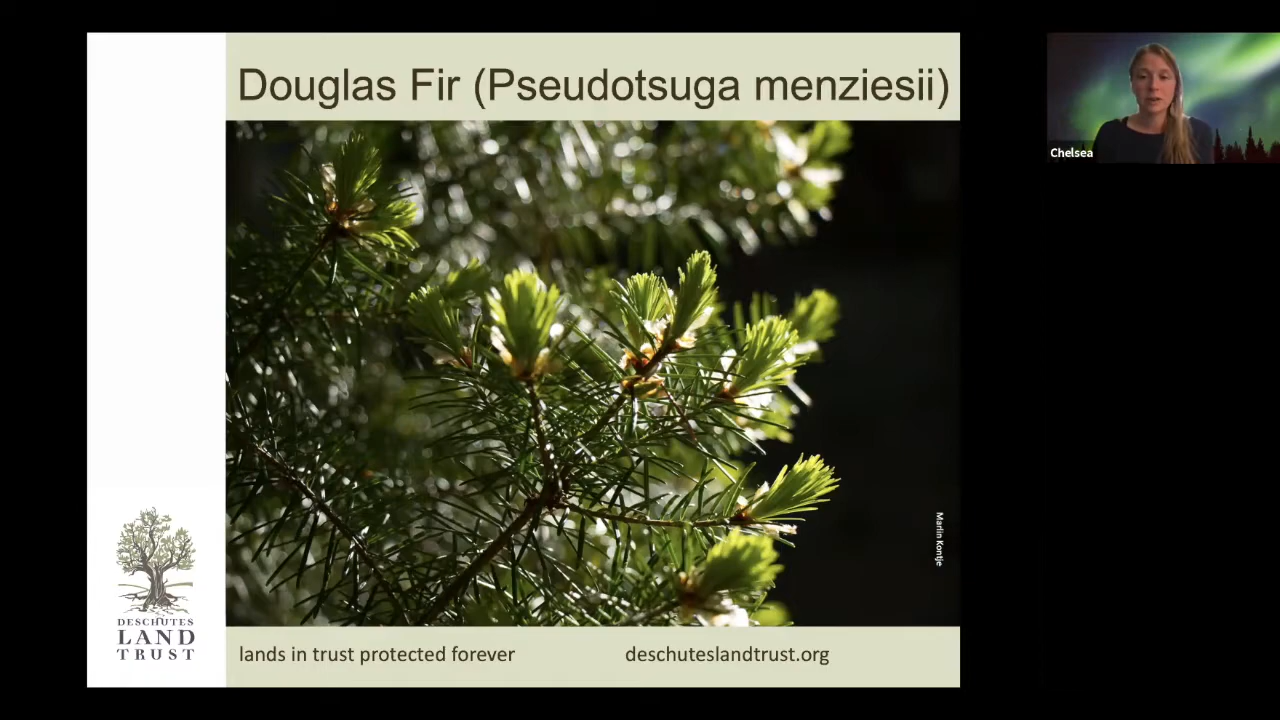 Douglas Fir (Pseudotsuga menziesii)
Chelsea
Marlin Kontje
DESCHUTES
LAND
TRUST
lands in trust protected forever
deschuteslandtrust.org